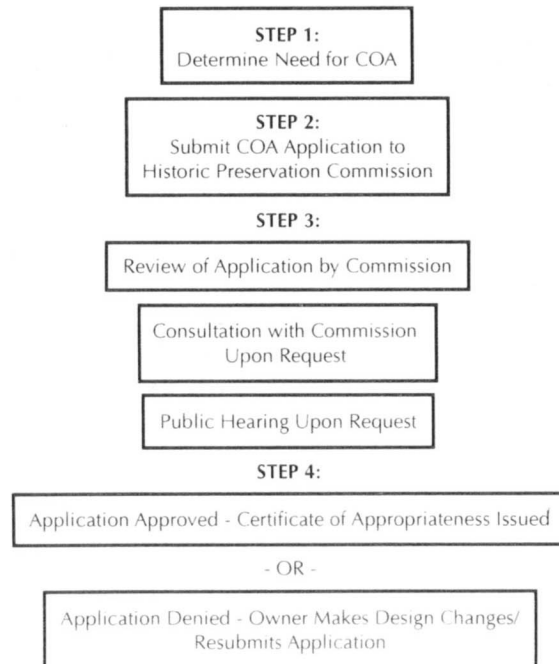 STEP 1:
Determine Need for COA
STEP 2:
Submit COA Application to
Historic Preservation Commission
STEP 3:
Review of Application by Commission
Consultation with Commission
Upon Request
Public Hearing Upon Request
STEP 4:
Application Approved - Certificate of Appropriateness Issued
- OR -
Application Denied - Owner Makes Design Changes/
Resubmits Application